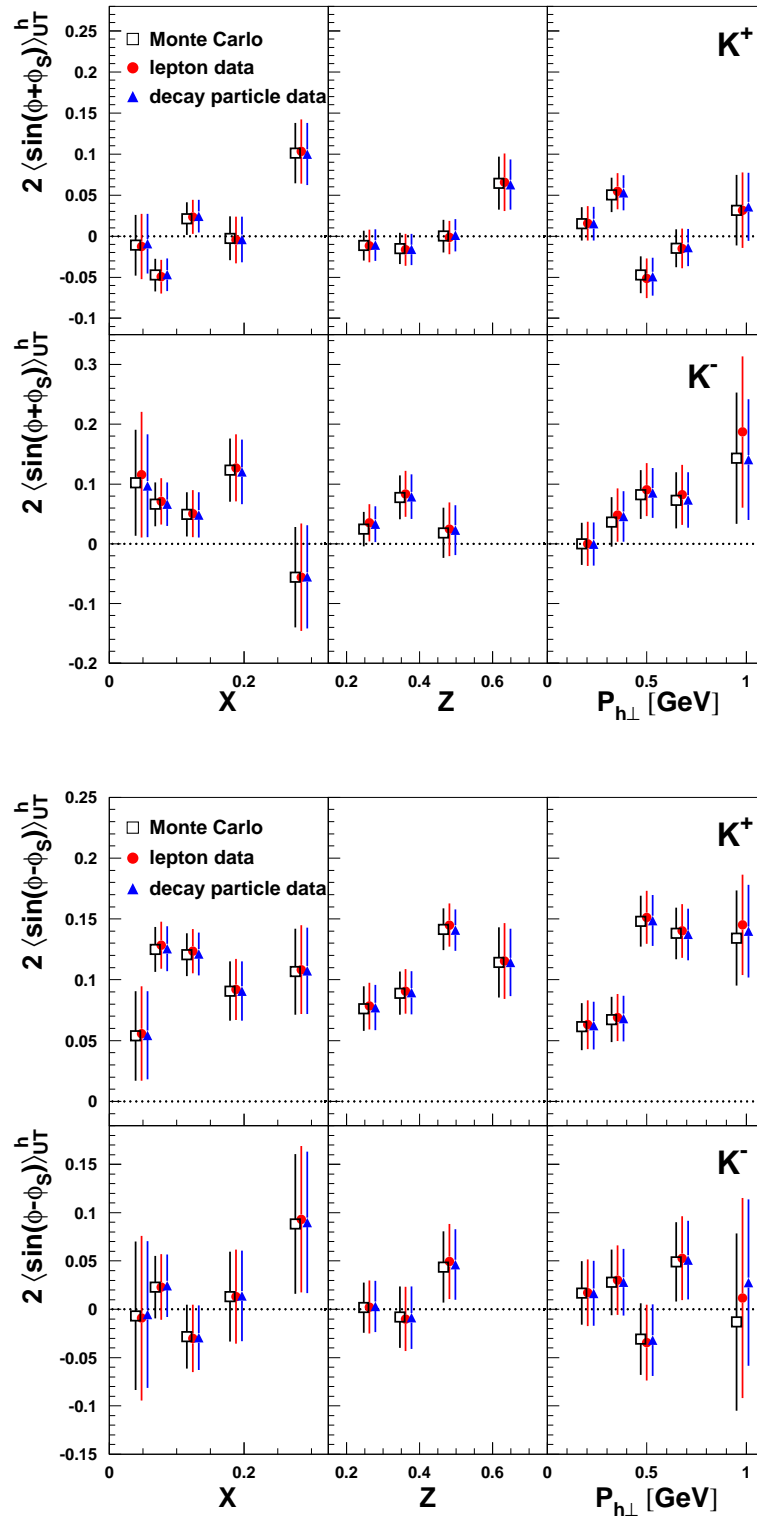 2 ⟨sin(ϕ+ϕS)⟩hUT
K+
Monte Carlo
lepton data
decay particle data
0.25
0.2
0.15
0.1
0.05
0
-0.05
-0.1
2 ⟨sin(ϕ+ϕS)⟩hUT
K-
0.3
0.2
0.1
0
-0.1
-0.2
0 0.2 0.2 0.4 0.6 0 0.5 1
X Z Ph⊥ [GeV]
2 ⟨sin(ϕ-ϕS)⟩hUT
0.25
K+
Monte Carlo
lepton data
decay particle data
0.2
0.15
0.1
0.05
0
2 ⟨sin(ϕ-ϕS)⟩hUT
K-
0.15
0.1
0.05
0
-0.05
-0.1
-0.15
0 0.2 0.2 0.4 0.6 0 0.5 1
X Z Ph⊥ [GeV]